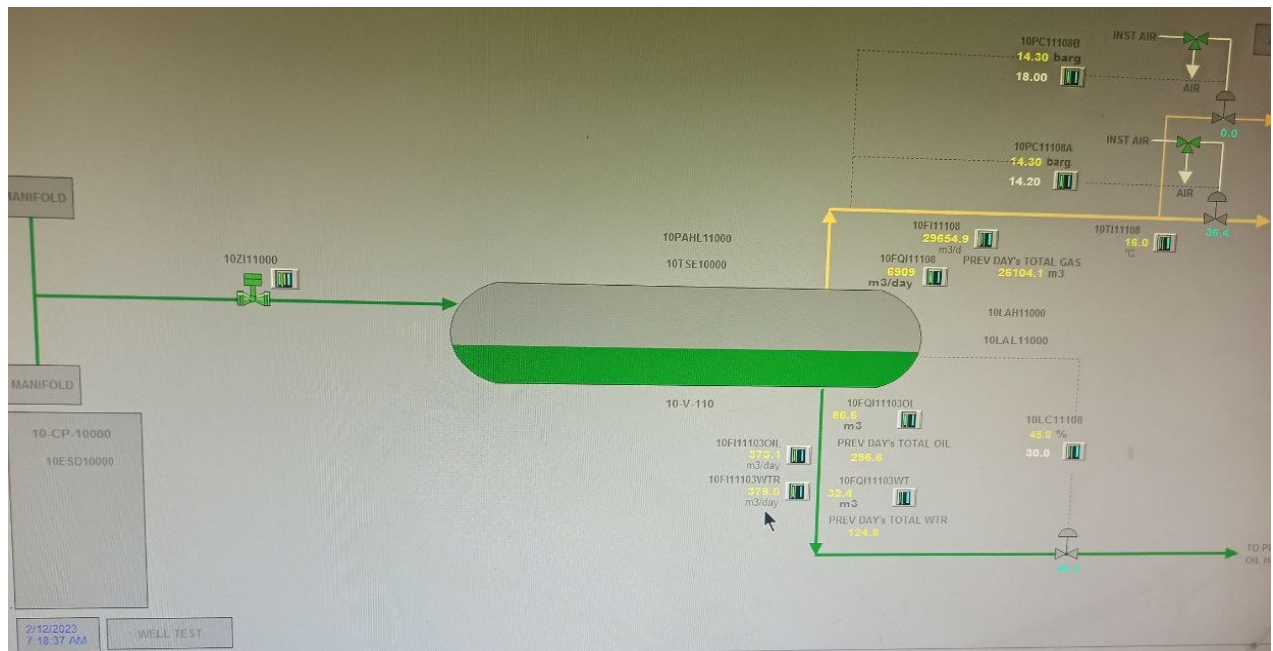 10PC11108B
14.30 barg
18.00
INST AIR
AIR
0.0
10PC11108A
14.30 barg
14.20
INST AIR
AIR
36.4
MANIFOLD
10ZI11000
10PAHL11000
10TSE10000
10FI11108
29654.9
m3/d
10TI11108
16.0
°C
10FQI11108
6909
m3/day
PREV DAY's TOTAL GAS
26104.1 m3
10LAH11000
10LAL11000
MANIFOLD
10-V-110
10-CP-10000
10ESD10000
10FQI11103OI
86.6
m3
PREV DAY's TOTAL OIL
296.6
10FI11103OIL
373.1
m3/day
10FI11103WTR
379.0
m3/day
10FQI11103WT
32.4
m3
PREV DAY's TOTAL WTR
124.8
10LC11108
45.0 %
30.0
TO
OIL
2/12/2023
7:18:37 AM
WELL TEST